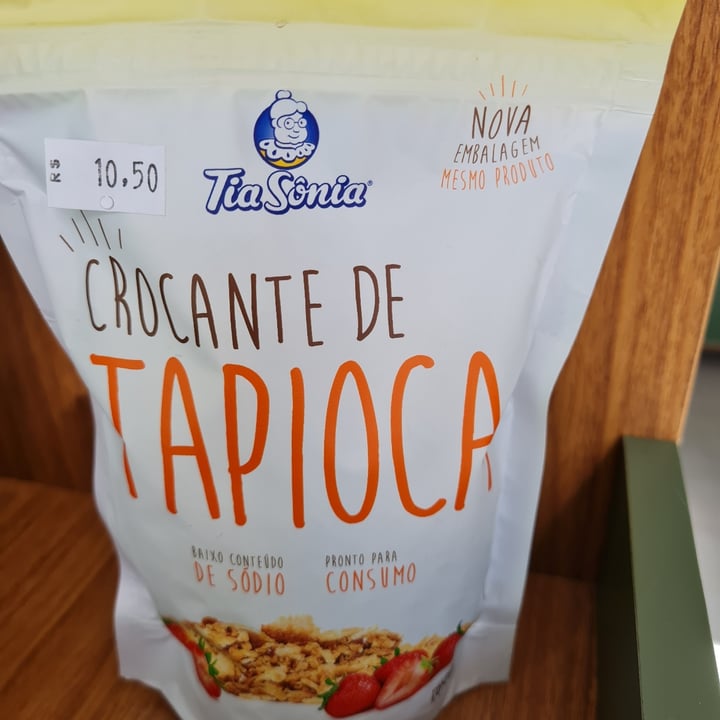 R$ 10,50
Tia Sônia®
NOVA
EMBALAGEM
MESMO PRODUTO
CROCANTE DE
TAPIOCA
BAIXO CONTEÚDO
DE SÓDIO
PRONTO PARA
CONSUMO